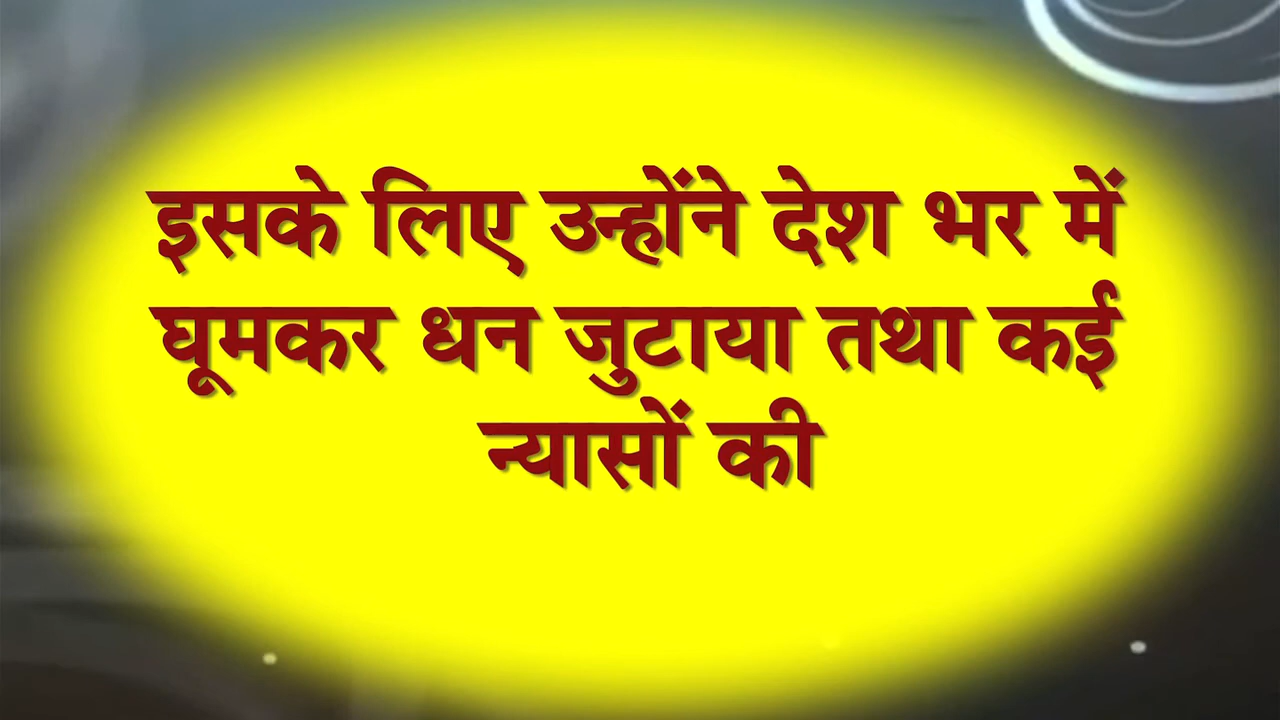 इसके लिए उन्होंने देश भर में
घूमकर धन जुटाया तथा कई
न्यासों की